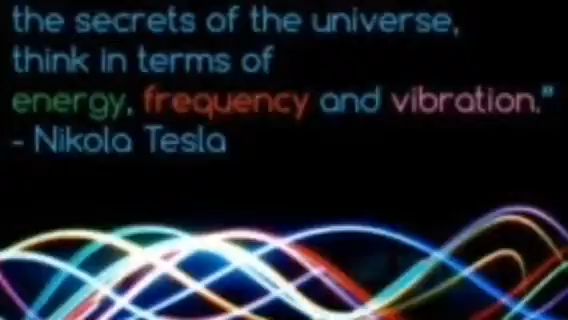 the secrets of the universe,
think in terms of
energy, frequency and vibration.”
- Nikola Tesla